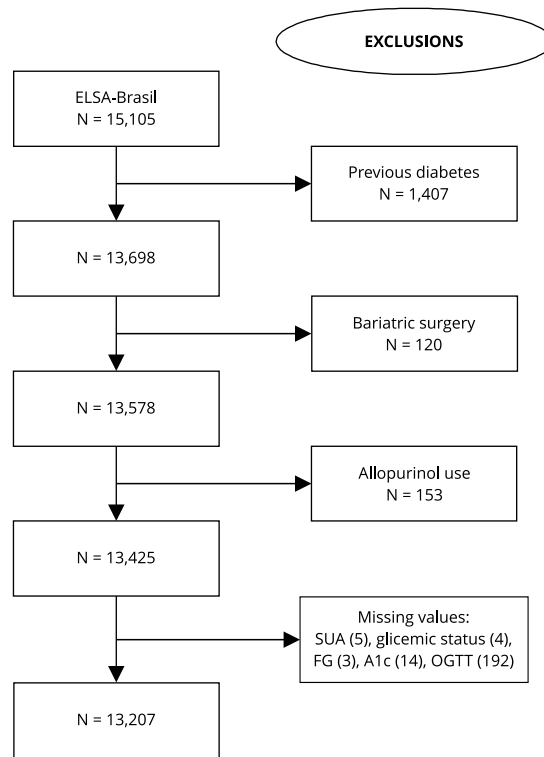 EXCLUSIONS
ELSA-Brasil
N = 15,105
Previous diabetes
N = 1,407
N = 13,698
Bariatric surgery
N = 120
N = 13,578
Allopurinol use
N = 153
N = 13,425
Missing values:
SUA (5), glicemic status (4),
FG (3), A1c (14), OGTT (192)
N = 13,207